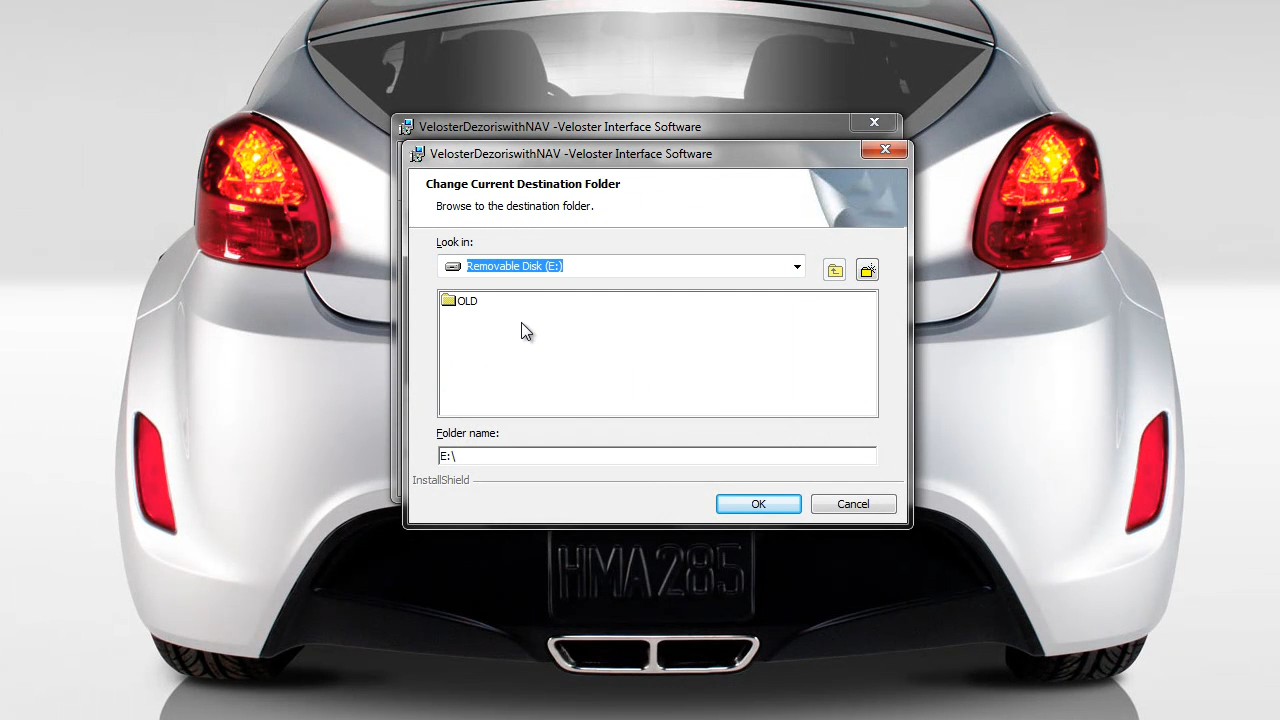 VelosterDezoriswithNAV -Veloster Interface Software
VelosterDezoriswithNAV -Veloster Interface Software
Change Current Destination Folder
Browse to the destination folder.
Look in:
Removable Disk (E:)
OLD
Folder name:
E:\
InstallShield
OK
Cancel
HMA285